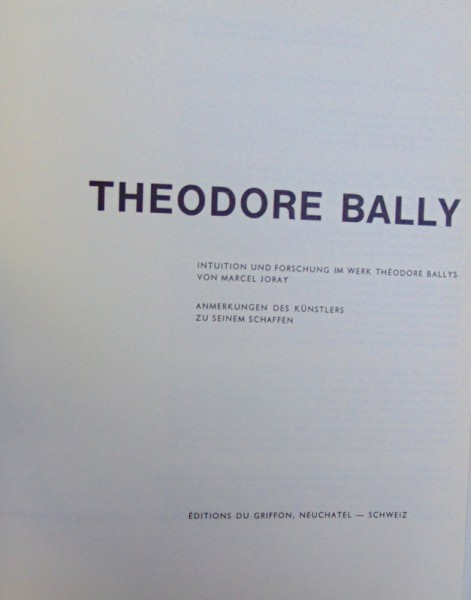 THEODORE BALLY
INTUITION UND FORSCHUNG IM WERK THÉODORE BALLYS
VON MARCEL JORAY
ANMERKUNGEN DES KÜNSTLERS
ZU SEINEM SCHAFFEN
ÉDITIONS DU GRIFFON, NEUCHATEL — SCHWEIZ